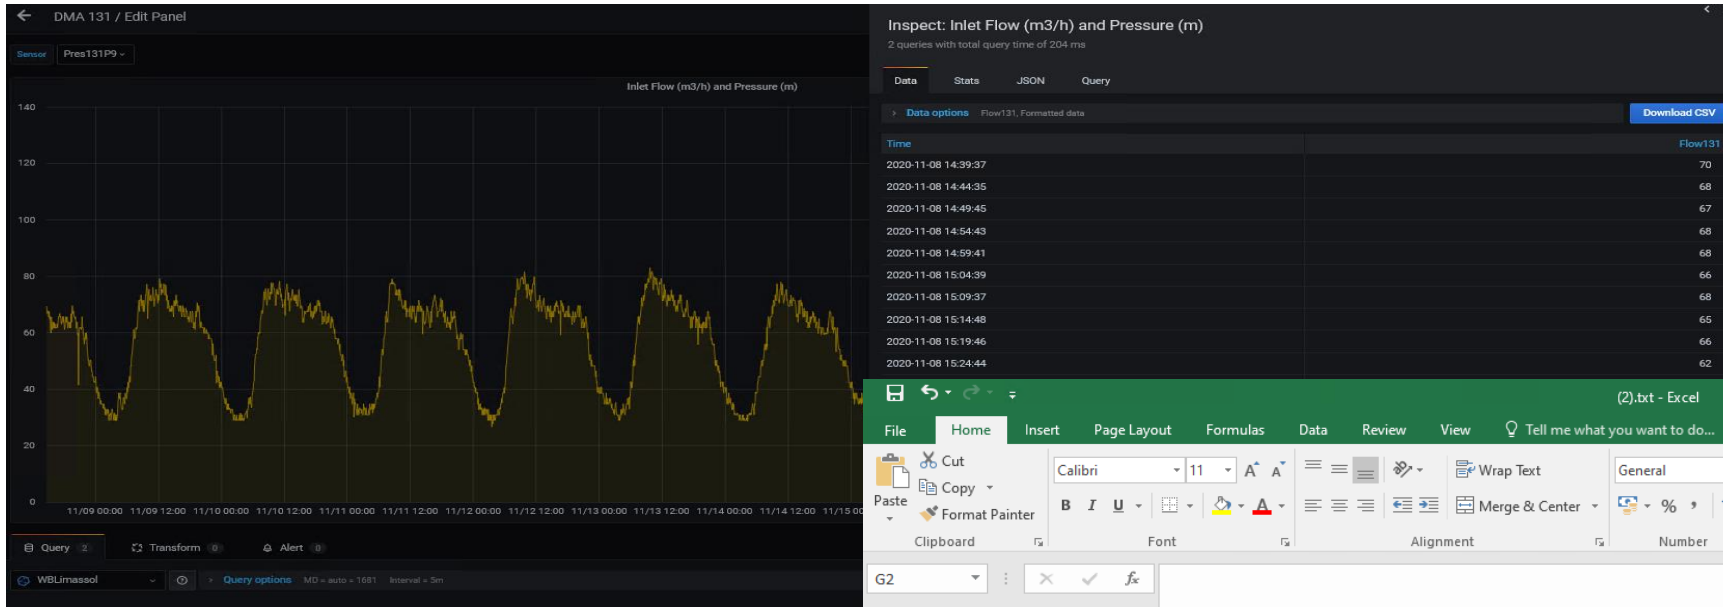 DMA 131 / Edit Panel
Sensor Pres131P9
Inlet Flow (m3/h) and Pressure (m)
140
120
100
80
60
40
20
0
11/09 00:00 11/09 12:00 11/10 00:00 11/10 12:00 11/11 00:00 11/11 12:00 11/12 00:00 11/12 12:00 11/13 00:00 11/13 12:00 11/14 00:00 11/14 12:00 11/15 00
Query 2 Transform 0 Alert 0
WBLimassol Query options MD = auto = 1681 Interval = 5m
Inspect: Inlet Flow (m3/h) and Pressure (m)
2 queries with total query time of 204 ms
Data Stats JSON Query
Data options Flow131, Formatted data Download CSV
Time Flow131
2020-11-08 14:39:37 70
2020-11-08 14:44:35 68
2020-11-08 14:49:45 67
2020-11-08 14:54:43 68
2020-11-08 14:59:41 68
2020-11-08 15:04:39 66
2020-11-08 15:09:37 68
2020-11-08 15:14:48 65
2020-11-08 15:19:46 66
2020-11-08 15:24:44 62
(2).txt - Excel
File Home Insert Page Layout Formulas Data Review View Tell me what you want to do...
Cut
Copy
Format Painter
Paste
Clipboard
Calibri 11
B I U
Font
Wrap Text
Merge & Center
Alignment
General
%
Number
G2 fx